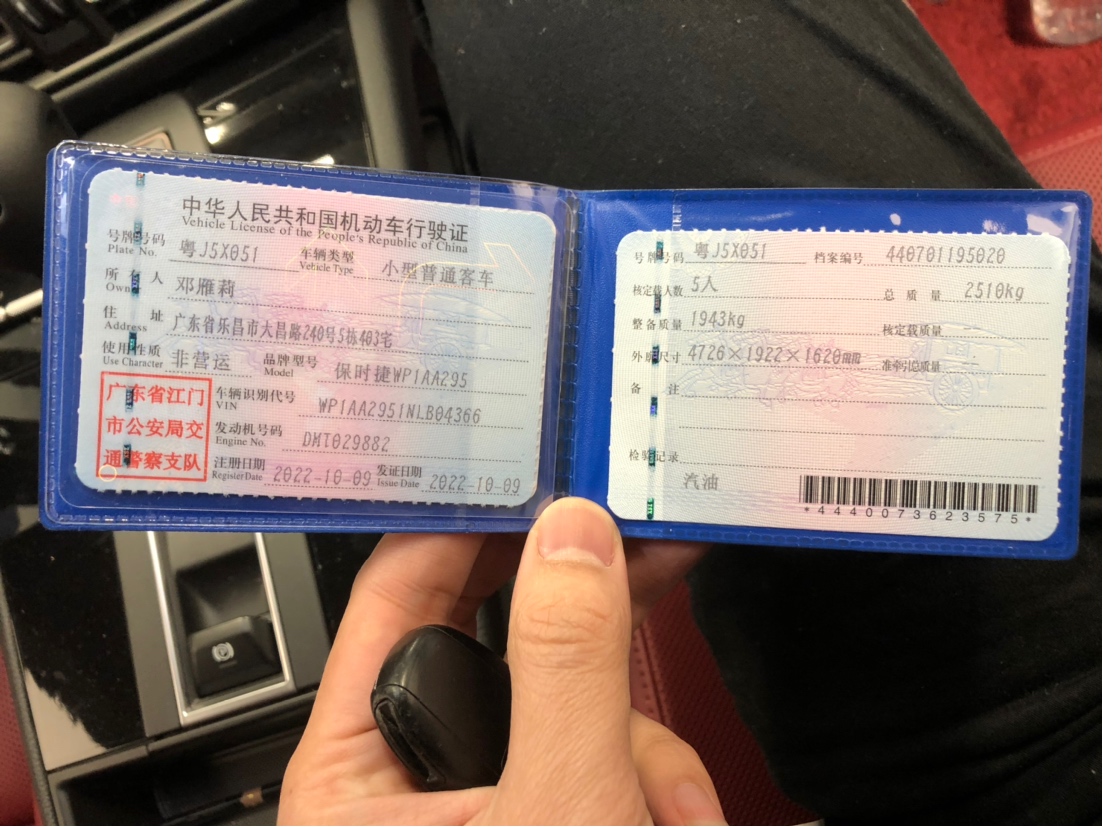 中华人民共和国机动车行驶证
Vehicle License of the People's Republic of China
号牌号码 粤J5X051 车辆类型 小型普通客车
Plate No. Vehicle Type
所有人 邓雁莉
Owner
住址 广东省乐昌市大昌路240号5栋403宅
Address
使用性质 非营运 品牌型号 保时捷WP1AA295
Use Character Model
广东省江门
市公安局交
通警察支队
车辆识别代号 WP1AA2951NLB04366
VIN
发动机号码 DMT029882
Engine No.
注册日期 2022-10-09 发证日期 2022-10-09
Register Date Issue Date
号牌号码 粤J5X051 档案编号 440701195020
核定载人数 5人 总质量 2510kg
整备质量 1943kg 核定载质量
外廓尺寸 4726×1922×1620mm 准牵引总质量
备注
检验记录
汽油
*4440073623575*